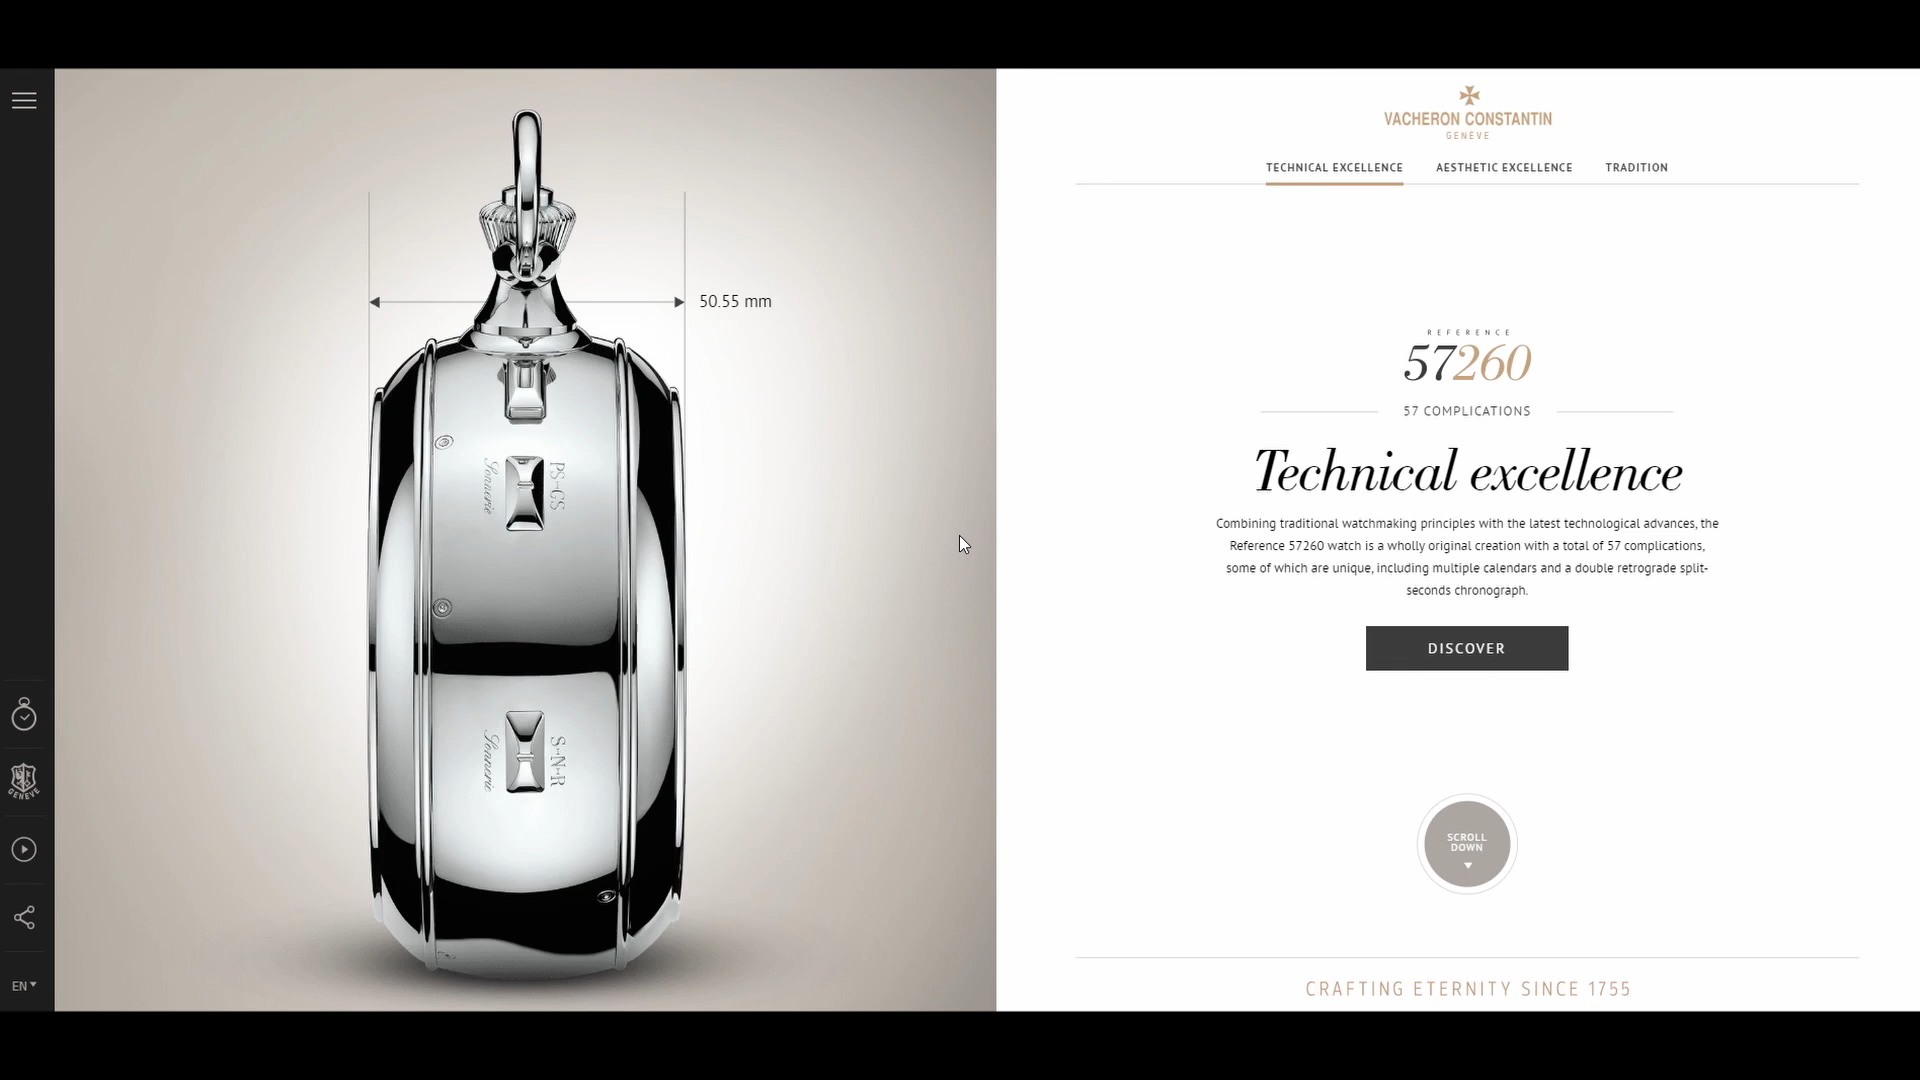 VACHERON CONSTANTIN
GENÈVE
TECHNICAL EXCELLENCE AESTHETIC EXCELLENCE TRADITION
50.55 mm
REFERENCE
57260
57 COMPLICATIONS
Technical excellence
Combining traditional watchmaking principles with the latest technological advances, the
Reference 57260 watch is a wholly original creation with a total of 57 complications,
some of which are unique, including multiple calendars and a double retrograde split-
seconds chronograph.
DISCOVER
PS-GS
Sonnerie
S-N-R
Sonnerie
SCROLL
DOWN
GENÈVE
EN
CRAFTING ETERNITY SINCE 1755